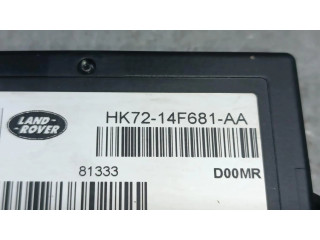 LAND-
ROVER
HK72-14F681-AA
81333
D00MR